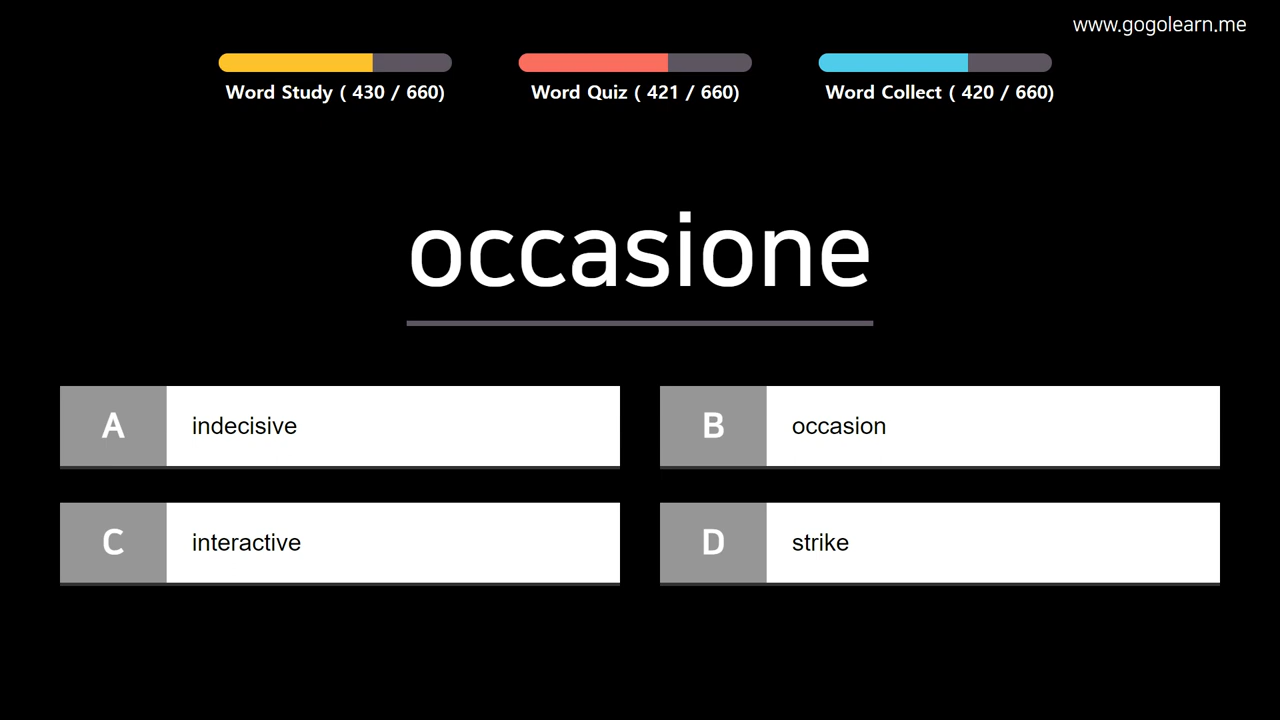 www.gogolearn.me
Word Study ( 430 / 660)
Word Quiz ( 421 / 660)
Word Collect ( 420 / 660)
occasione
A indecisive
B occasion
C interactive
D strike